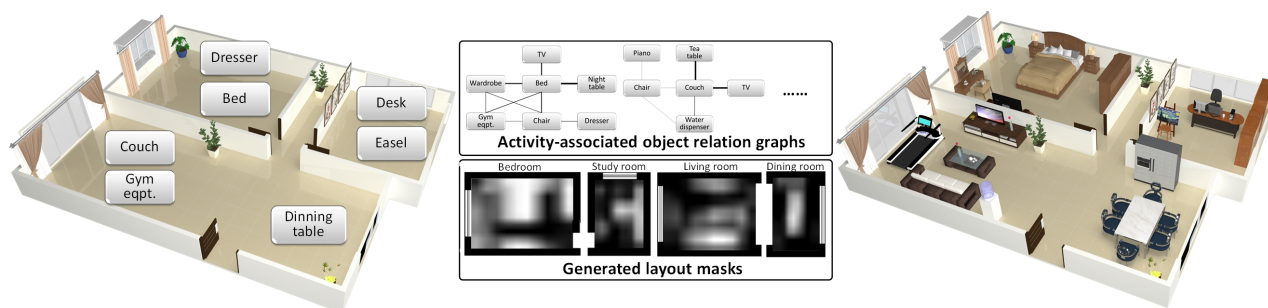 Dresser
Bed
Desk
Easel
Couch
Gym
eqpt.
Dinning
table
TV
Wardrobe
Bed
Night
table
Gym
eqpt.
Chair
Dresser
Piano
Tea
table
Chair
Couch
TV
Water
dispenser
......
Activity-associated object relation graphs
Bedroom
Study room
Living room
Dining room
Generated layout masks